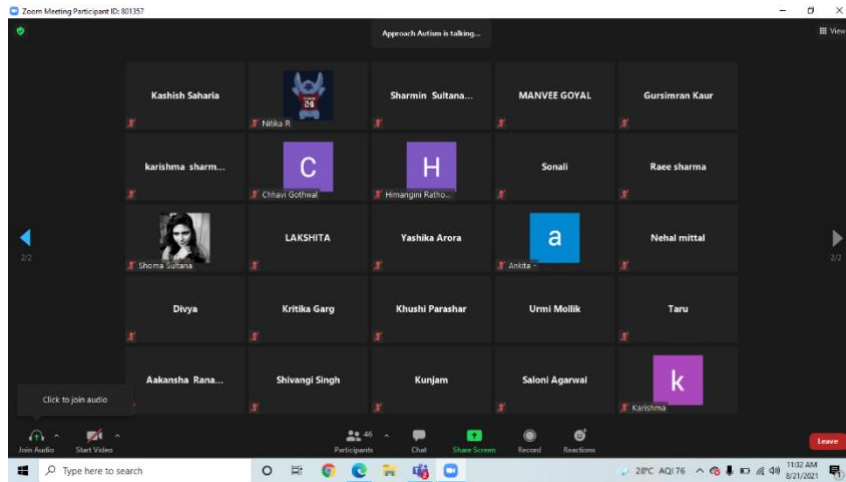 Zoom Meeting Participant ID: 801357
Approach Autism is talking...
View
Kashish Saharia
Nitika R
Sharmin Sultana...
MANVEE GOYAL
Gursimran Kaur
karishma sharm...
C
Chhavi Gothwal
H
Himangini Ratho...
Sonali
Raee sharma
2/2
Shoma Sultana
LAKSHITA
Yashika Arora
a
Ankita -
Nehal mittal
2/2
Divya
Kritika Garg
Khushi Parashar
Urmi Mollik
Taru
Aakansha Rana...
Shivangi Singh
Kunjam
Saloni Agarwal
k
Karishma
Click to join audio
Join Audio
Start Video
46
Participants
Chat
Share Screen
Record
Reactions
Leave
Type here to search
28°C AQI 76
11:32 AM
8/21/2021